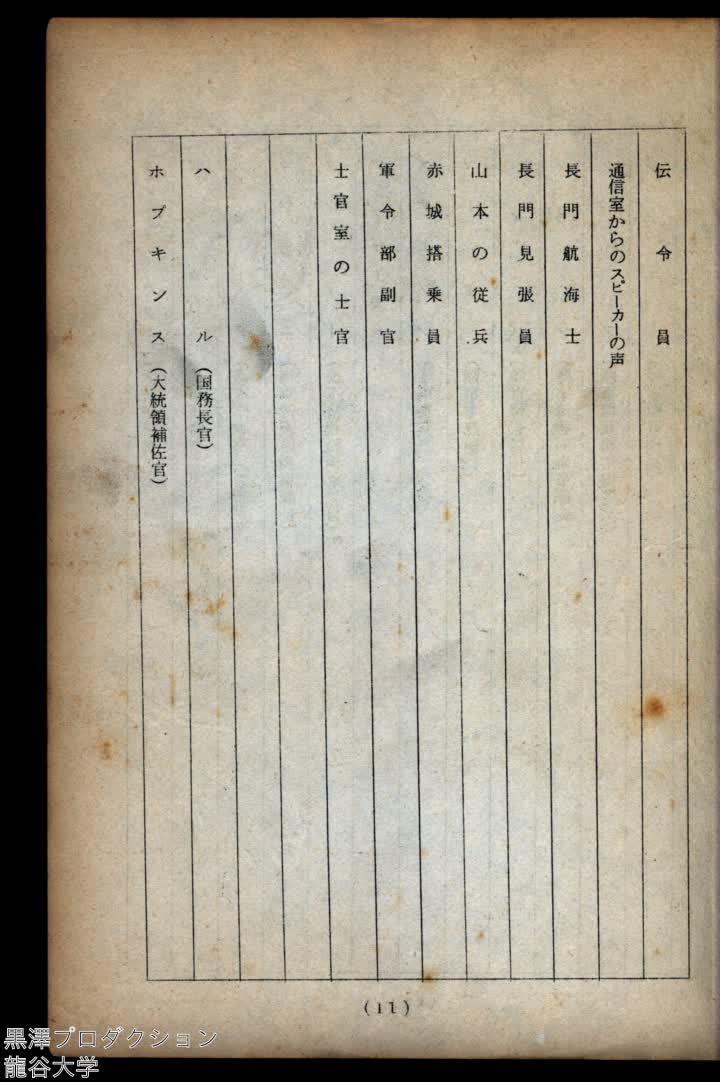 伝令員
通信室からのスピーカーの声
長門航海士
長門見張員
山本の従兵
赤城搭乗員
軍令部副官
士官室の士官
ハル(国務長官)
ホプキンス(大統領補佐官)
(11)
黒澤プロダクション
龍谷大学